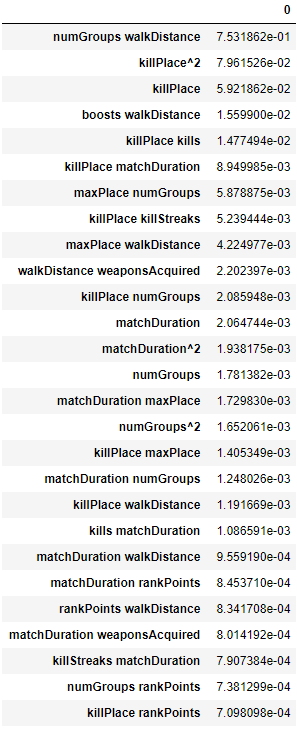 0
numGroups walkDistance 7.531862e-01
killPlace^2 7.961526e-02
killPlace 5.921862e-02
boosts walkDistance 1.559900e-02
killPlace kills 1.477494e-02
killPlace matchDuration 8.949985e-03
maxPlace numGroups 5.878875e-03
killPlace killStreaks 5.239444e-03
maxPlace walkDistance 4.224977e-03
walkDistance weaponsAcquired 2.202397e-03
killPlace numGroups 2.085948e-03
matchDuration 2.064744e-03
matchDuration^2 1.938175e-03
numGroups 1.781382e-03
matchDuration maxPlace 1.729830e-03
numGroups^2 1.652061e-03
killPlace maxPlace 1.405349e-03
matchDuration numGroups 1.248026e-03
killPlace walkDistance 1.191669e-03
kills matchDuration 1.086591e-03
matchDuration walkDistance 9.559190e-04
matchDuration rankPoints 8.453710e-04
rankPoints walkDistance 8.341708e-04
matchDuration weaponsAcquired 8.014192e-04
killStreaks matchDuration 7.907384e-04
numGroups rankPoints 7.381299e-04
killPlace rankPoints 7.098098e-04